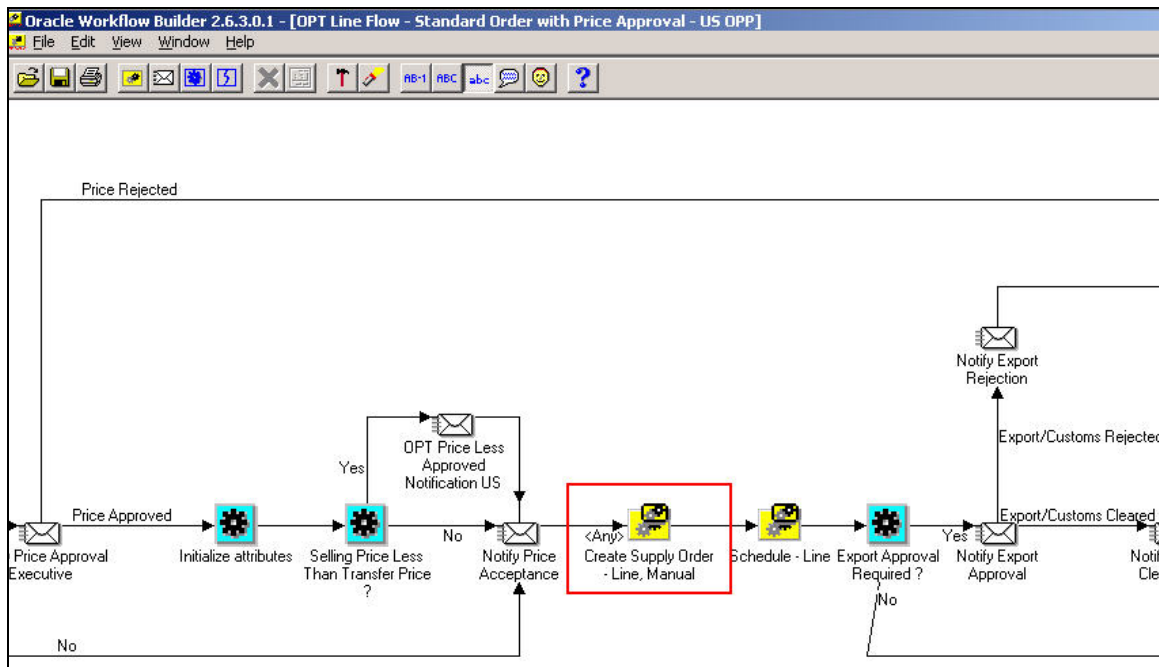 Oracle Workflow Builder 2.6.3.0.1 - [OPT Line Flow - Standard Order with Price Approval - US OPP]
File Edit View Window Help
AB-1 ABC abc ?
Price Rejected
Notify Export
Rejection
Export/Customs Rejected
OPT Price Less
Approved
Notification US
Yes
Price Approved
No
<Any>
Yes
Export/Customs Cleared
Price Approval
Executive
Initialize attributes
Selling Price Less
Than Transfer Price
?
Notify Price
Acceptance
Create Supply Order
- Line, Manual
Schedule - Line
Export Approval
Required ?
Notify Export
Approval
No
No